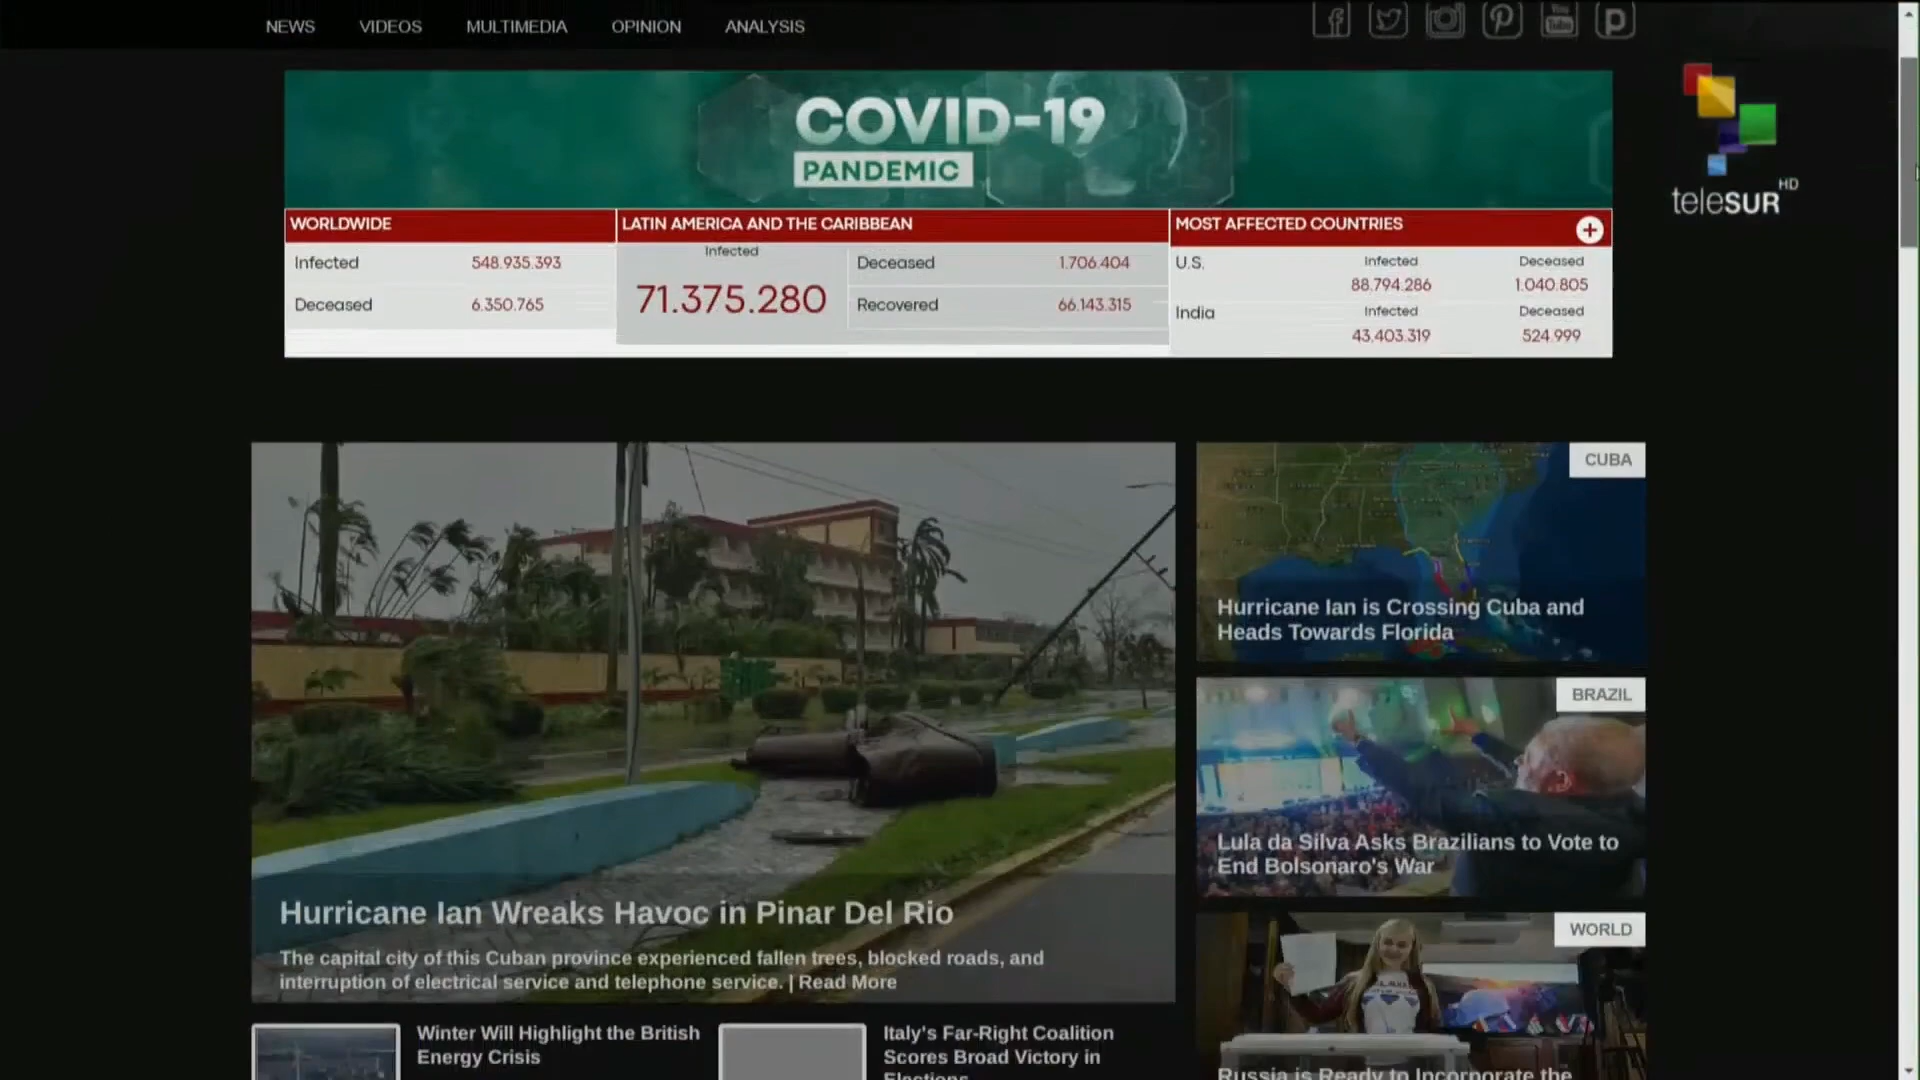 NEWS VIDEOS MULTIMEDIA OPINION ANALYSIS
COVID-19
PANDEMIC
teleSUR HD
WORLDWIDE
Infected 548.935.393
Deceased 6.350.765
LATIN AMERICA AND THE CARIBBEAN
Infected
71.375.280
Deceased 1.706.404
Recovered 66.143.315
MOST AFFECTED COUNTRIES
U.S. Infected Deceased
88.794.286 1.040.805
India Infected Deceased
43.403.319 524.999
Hurricane Ian Wreaks Havoc in Pinar Del Rio
The capital city of this Cuban province experienced fallen trees, blocked roads, and
interruption of electrical service and telephone service. | Read More
CUBA
Hurricane Ian is Crossing Cuba and
Heads Towards Florida
BRAZIL
Lula da Silva Asks Brazilians to Vote to
End Bolsonaro's War
WORLD
Russia is Ready to Incorporate the
Winter Will Highlight the British
Energy Crisis
Italy's Far-Right Coalition
Scores Broad Victory in
Elections